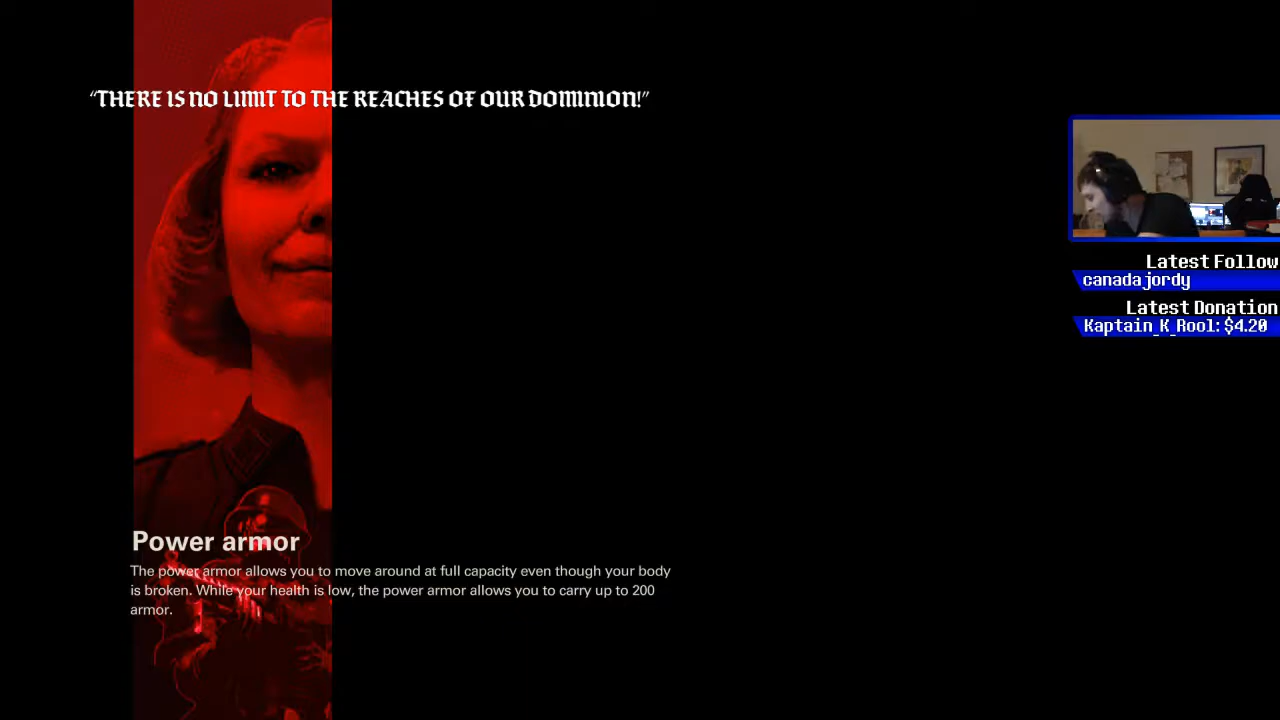 “THERE IS NO LIMIT TO THE REACHES OF OUR DOMINION!”
Latest Follow
canadajordy
Latest Donation
Kaptain_K_Rool: $4.20
Power armor
The power armor allows you to move around at full capacity even though your body
is broken. While your health is low, the power armor allows you to carry up to 200
armor.